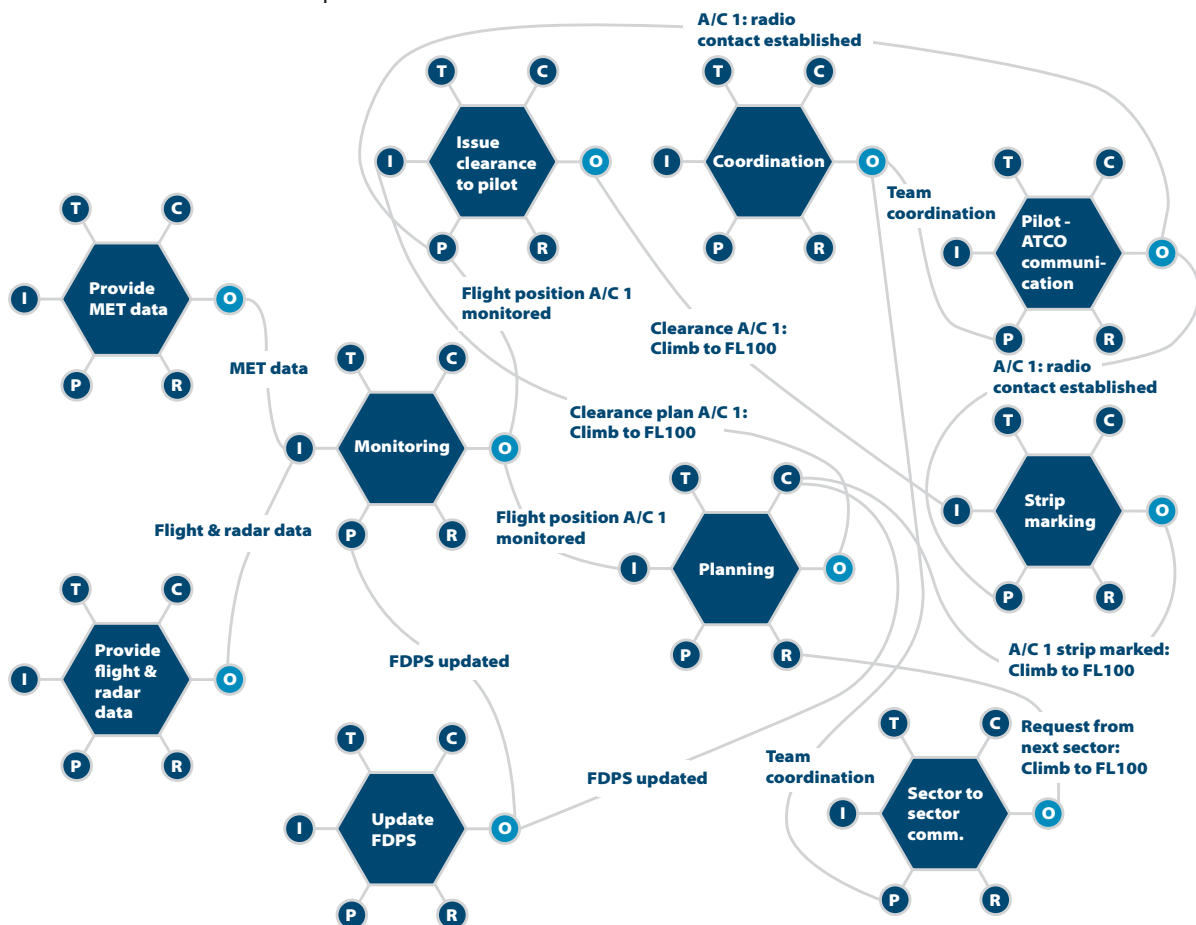 A/C 1: radio
contact established
T
C
Issue
clearance
to pilot
I
O
P
R
T
C
Coordination
I
O
P
R
Team
coordination
T
C
Pilot -
ATCO
communi-
cation
I
O
P
R
A/C 1: radio
contact established
T
C
Provide
MET data
I
O
P
R
MET data
Flight position A/C 1
monitored
Clearance A/C 1:
Climb to FL100
T
C
Monitoring
I
O
P
R
Clearance plan A/C 1:
Climb to FL100
Flight & radar data
Flight position A/C 1
monitored
T
C
Planning
I
O
P
R
T
C
Strip
marking
I
O
P
R
A/C 1 strip marked:
Climb to FL100
T
C
Provide
flight &
radar
data
I
O
P
R
FDPS updated
T
C
Update
FDPS
I
O
P
R
FDPS updated
Team
coordination
T
C
Sector to
sector
comm.
I
O
P
R
Request from
next sector:
Climb to FL100